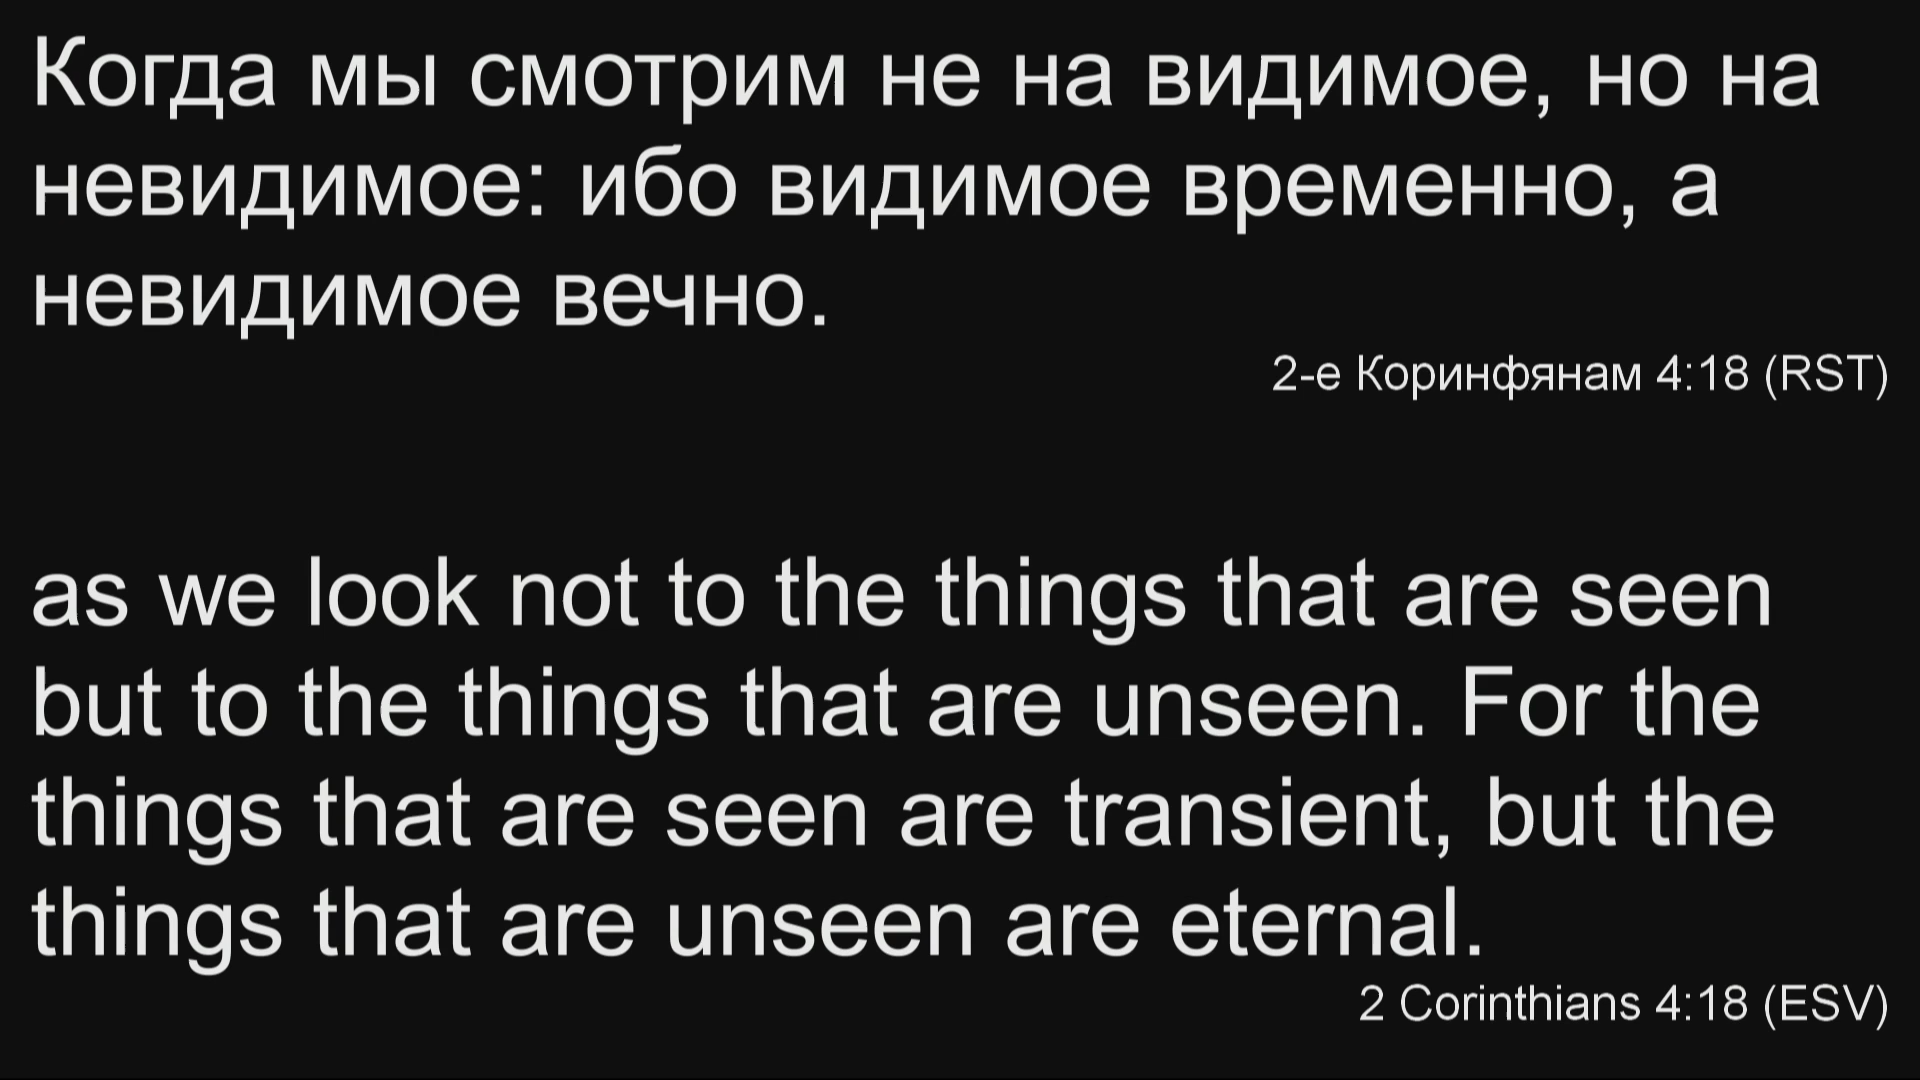 Когда мы смотрим не на видимое, но на
невидимое: ибо видимое временно, а
невидимое вечно.
2-е Коринфянам 4:18 (RST)
as we look not to the things that are seen
but to the things that are unseen. For the
things that are seen are transient, but the
things that are unseen are eternal.
2 Corinthians 4:18 (ESV)